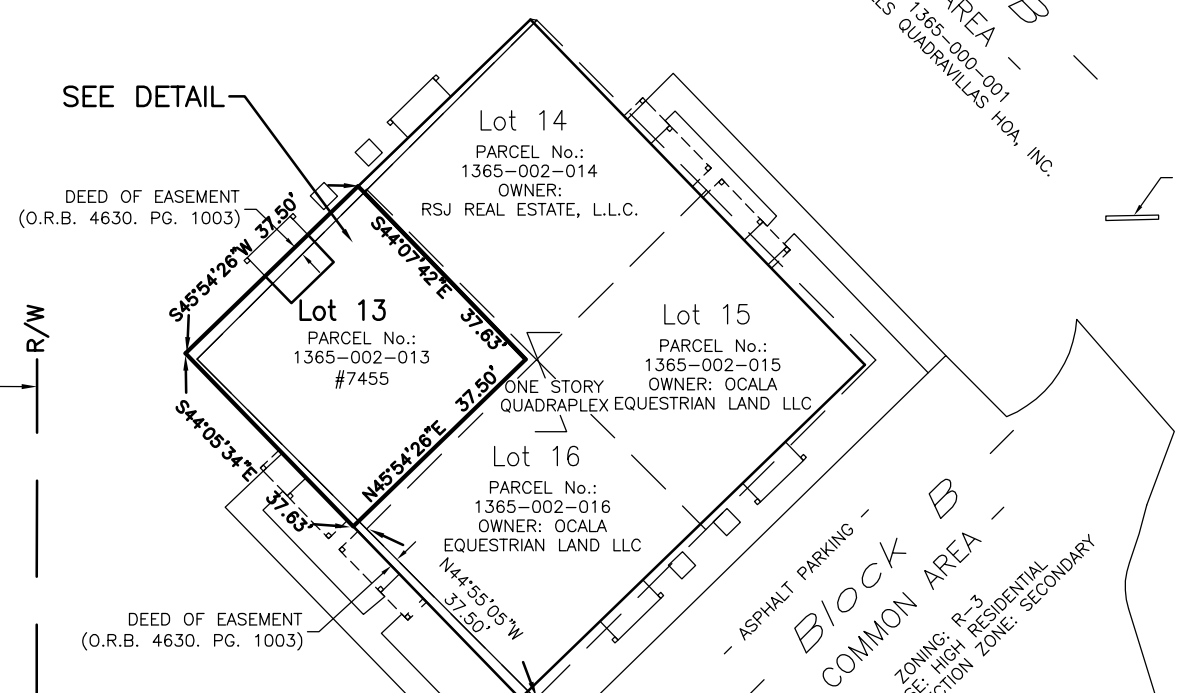 B
AREA -
1365-000-001
QUADRAVILLAS HOA, INC.
SEE DETAIL
Lot 14
PARCEL No.:
1365-002-014
OWNER:
RSJ REAL ESTATE, L.L.C.
DEED OF EASEMENT
(O.R.B. 4630. PG. 1003)
S45°54'26"W 37.50'
S44°07'42"E 37.63'
R/W
Lot 13
PARCEL No.:
1365-002-013
#7455
Lot 15
PARCEL No.:
1365-002-015
OWNER: OCALA
EQUESTRIAN LAND LLC
ONE STORY
QUADRAPLEX
N45°54'26"E 37.50'
S44°05'34"E 37.63'
Lot 16
PARCEL No.:
1365-002-016
OWNER: OCALA
EQUESTRIAN LAND LLC
N44°55'05"W
37.50'
DEED OF EASEMENT
(O.R.B. 4630. PG. 1003)
- ASPHALT PARKING -
Block B
COMMON AREA
ZONING: R-3
HIGH RESIDENTIAL
ZONE: SECONDARY